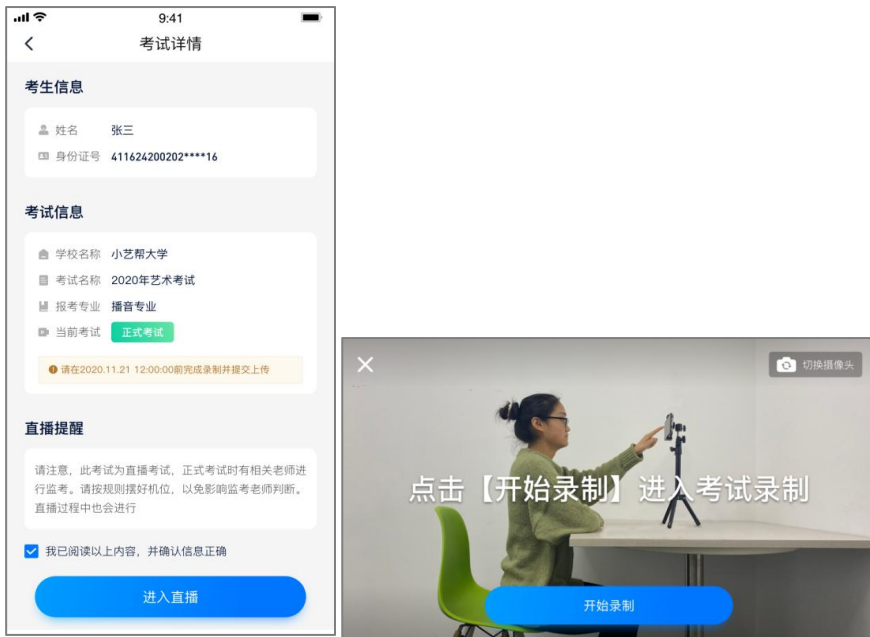 9:41
考试详情
考生信息
姓名 张三
身份证号 411624200202****16
考试信息
学校名称 小艺帮大学
考试名称 2020年艺术考试
报考专业 播音专业
当前考试 正式考试
请在2020.11.21 12:00:00前完成录制并提交上传
直播提醒
请注意，此考试为直播考试，正式考试时有相关老师进
行监考。请按规则摆好机位，以免影响监考老师判断。
直播过程中也会进行
我已阅读以上内容，并确认信息正确
进入直播
切换摄像头
点击【开始录制】进入考试录制
开始录制